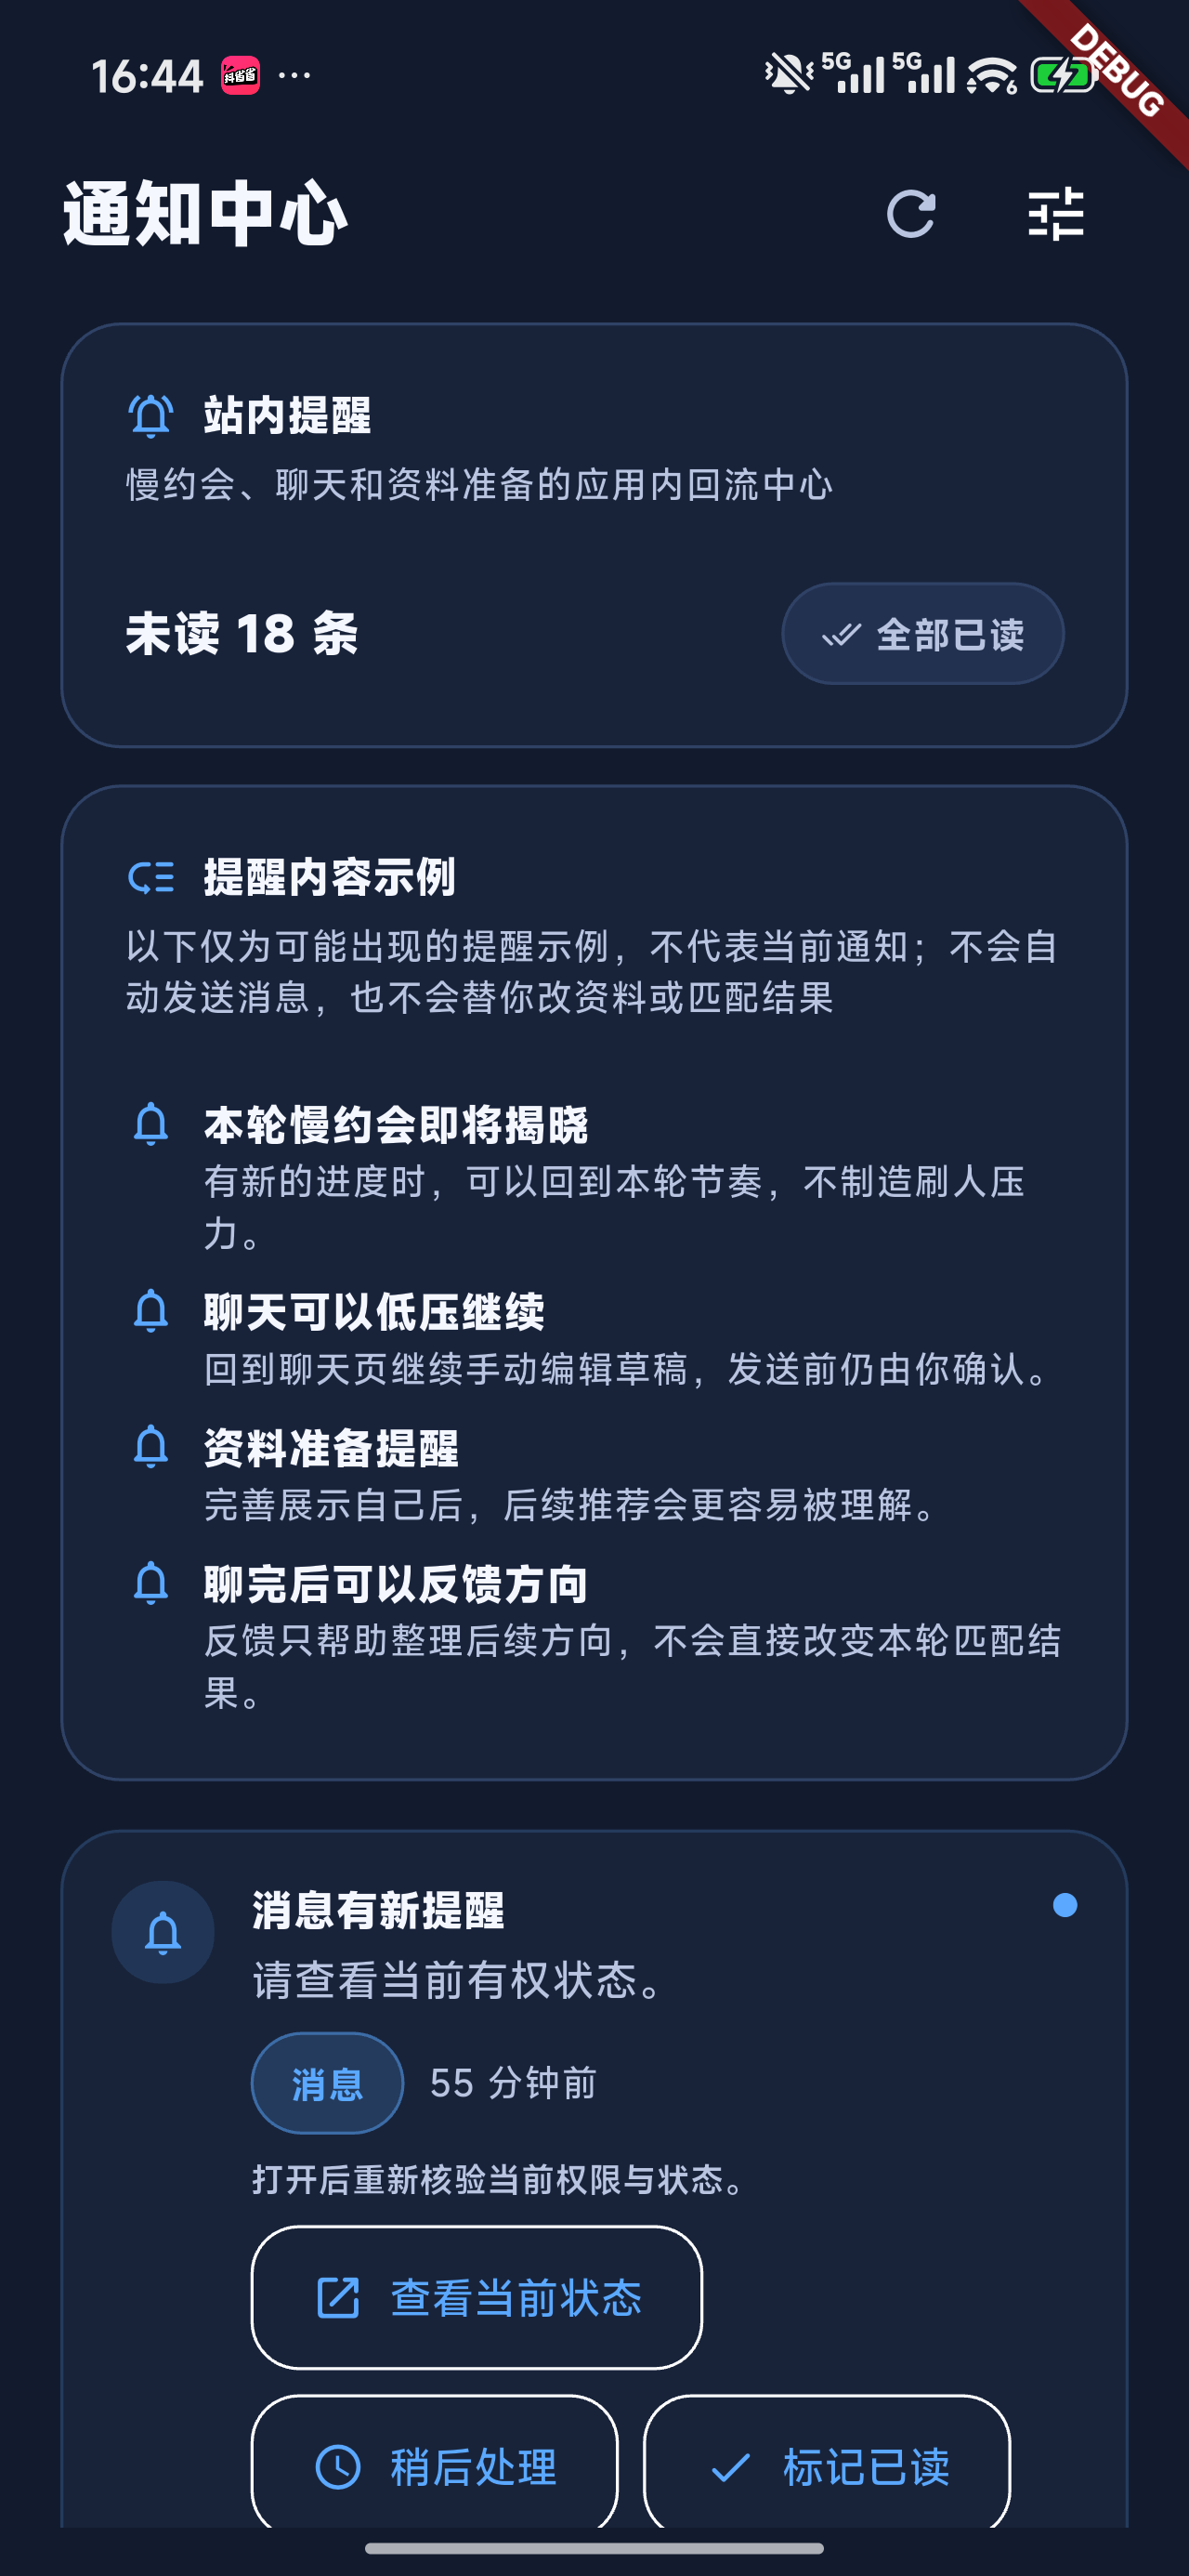 16:44 抖省省 ... 5G 5G 6
DEBUG
通知中心
站内提醒
慢约会、聊天和资料准备的应用内回流中心
未读 18 条 全部已读
提醒内容示例
以下仅为可能出现的提醒示例，不代表当前通知；不会自
动发送消息，也不会替你改资料或匹配结果
本轮慢约会即将揭晓
有新的进度时，可以回到本轮节奏，不制造刷人压
力。
聊天可以低压继续
回到聊天页继续手动编辑草稿，发送前仍由你确认。
资料准备提醒
完善展示自己后，后续推荐会更容易被理解。
聊完后可以反馈方向
反馈只帮助整理后续方向，不会直接改变本轮匹配结
果。
消息有新提醒
请查看当前有权状态。
消息 55 分钟前
打开后重新核验当前权限与状态。
查看当前状态
稍后处理 标记已读